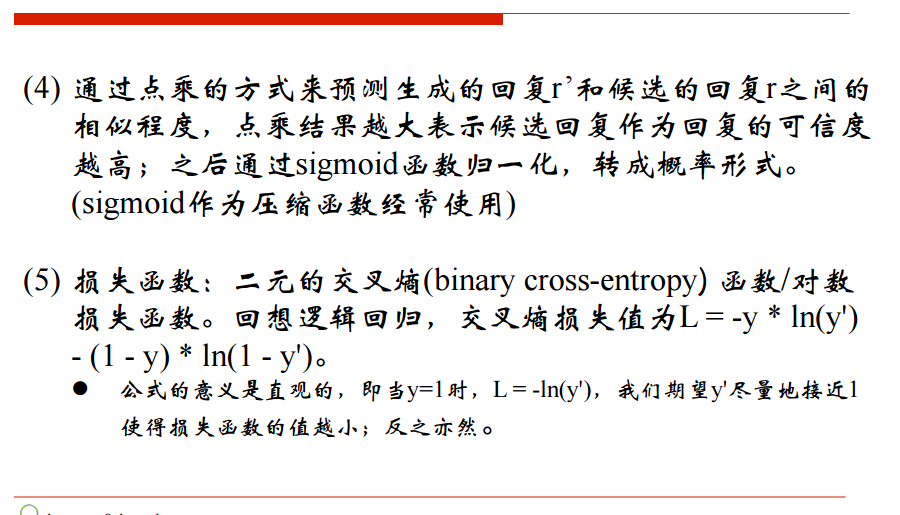 (4) 通过点乘的方式来预测生成的回复r’和候选的回复r之间的
相似程度，点乘结果越大表示候选回复作为回复的可信度
越高；之后通过sigmoid函数归一化，转成概率形式。
(sigmoid作为压缩函数经常使用)
(5) 损失函数：二元的交叉熵(binary cross-entropy) 函数/对数
损失函数。回想逻辑回归，交叉熵损失值为L = -y * ln(y')
- (1 - y) * ln(1 - y')。
● 公式的意义是直观的，即当y=1时，L = -ln(y')，我们期望y'尽量地接近1
使得损失函数的值越小；反之亦然。